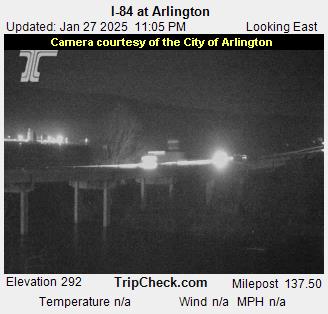 I-84 at Arlington
Updated: Jan 27 2025 11:05 PM Looking East
Camera courtesy of the City of Arlington
Elevation 292 TripCheck.com Milepost 137.50
Temperature n/a Wind n/a MPH n/a